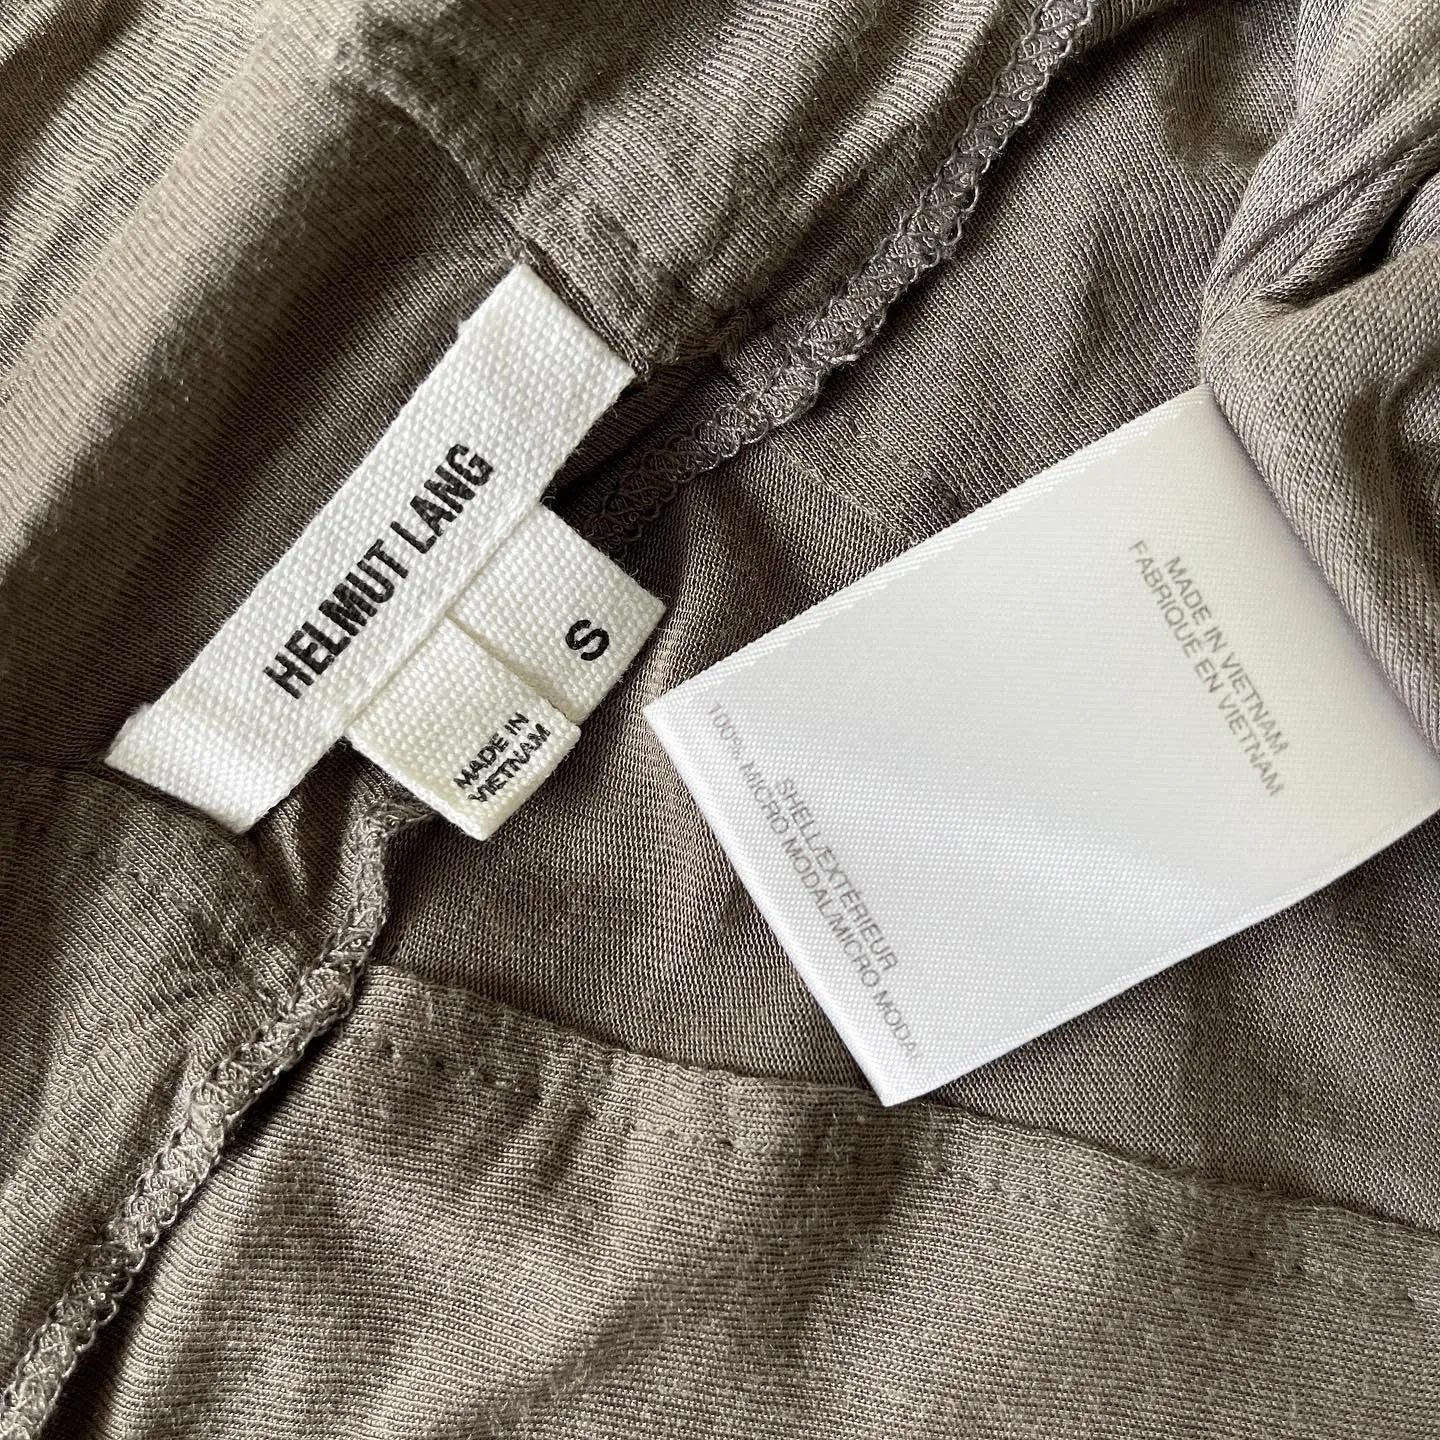 HELMUT LANG
S
MADE IN
VIETNAM
MADE IN VIETNAM
FABRIQUÉ EN VIETNAM
SHELL/EXTÉRIEUR
100% MICRO MODAL/MICRO MODAL